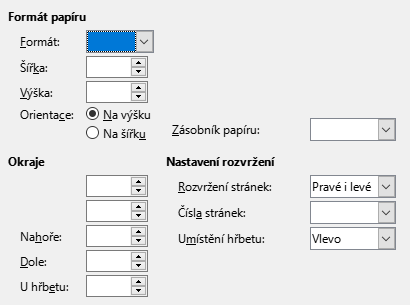 Formát papíru
Formát:
Šířka:
Výška:
Orientace: Na výšku
Na šířku Zásobník papíru:
Okraje Nastavení rozvržení
Rozvržení stránek: Pravé i levé
Čísla stránek:
Nahoře: Umístění hřbetu: Vlevo
Dole:
U hřbetu: